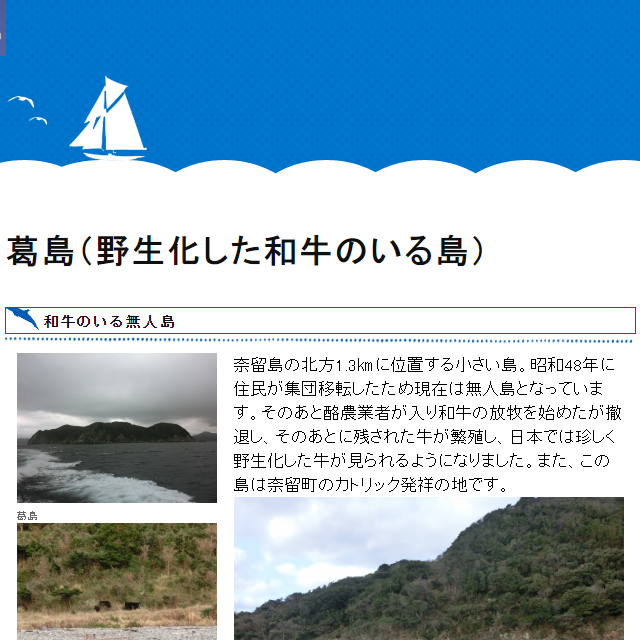 葛島（野生化した和牛のいる島）
和牛のいる無人島
奈留島の北方1.3kmに位置する小さい島。昭和48年に
住民が集団移転したため現在は無人島となっていま
す。そのあと酪農業者が入り和牛の放牧を始めたが撤
退し、そのあとに残された牛が繁殖し、日本では珍しく
野生化した牛が見られるようになりました。また、この
島は奈留町のカトリック発祥の地です。
葛島